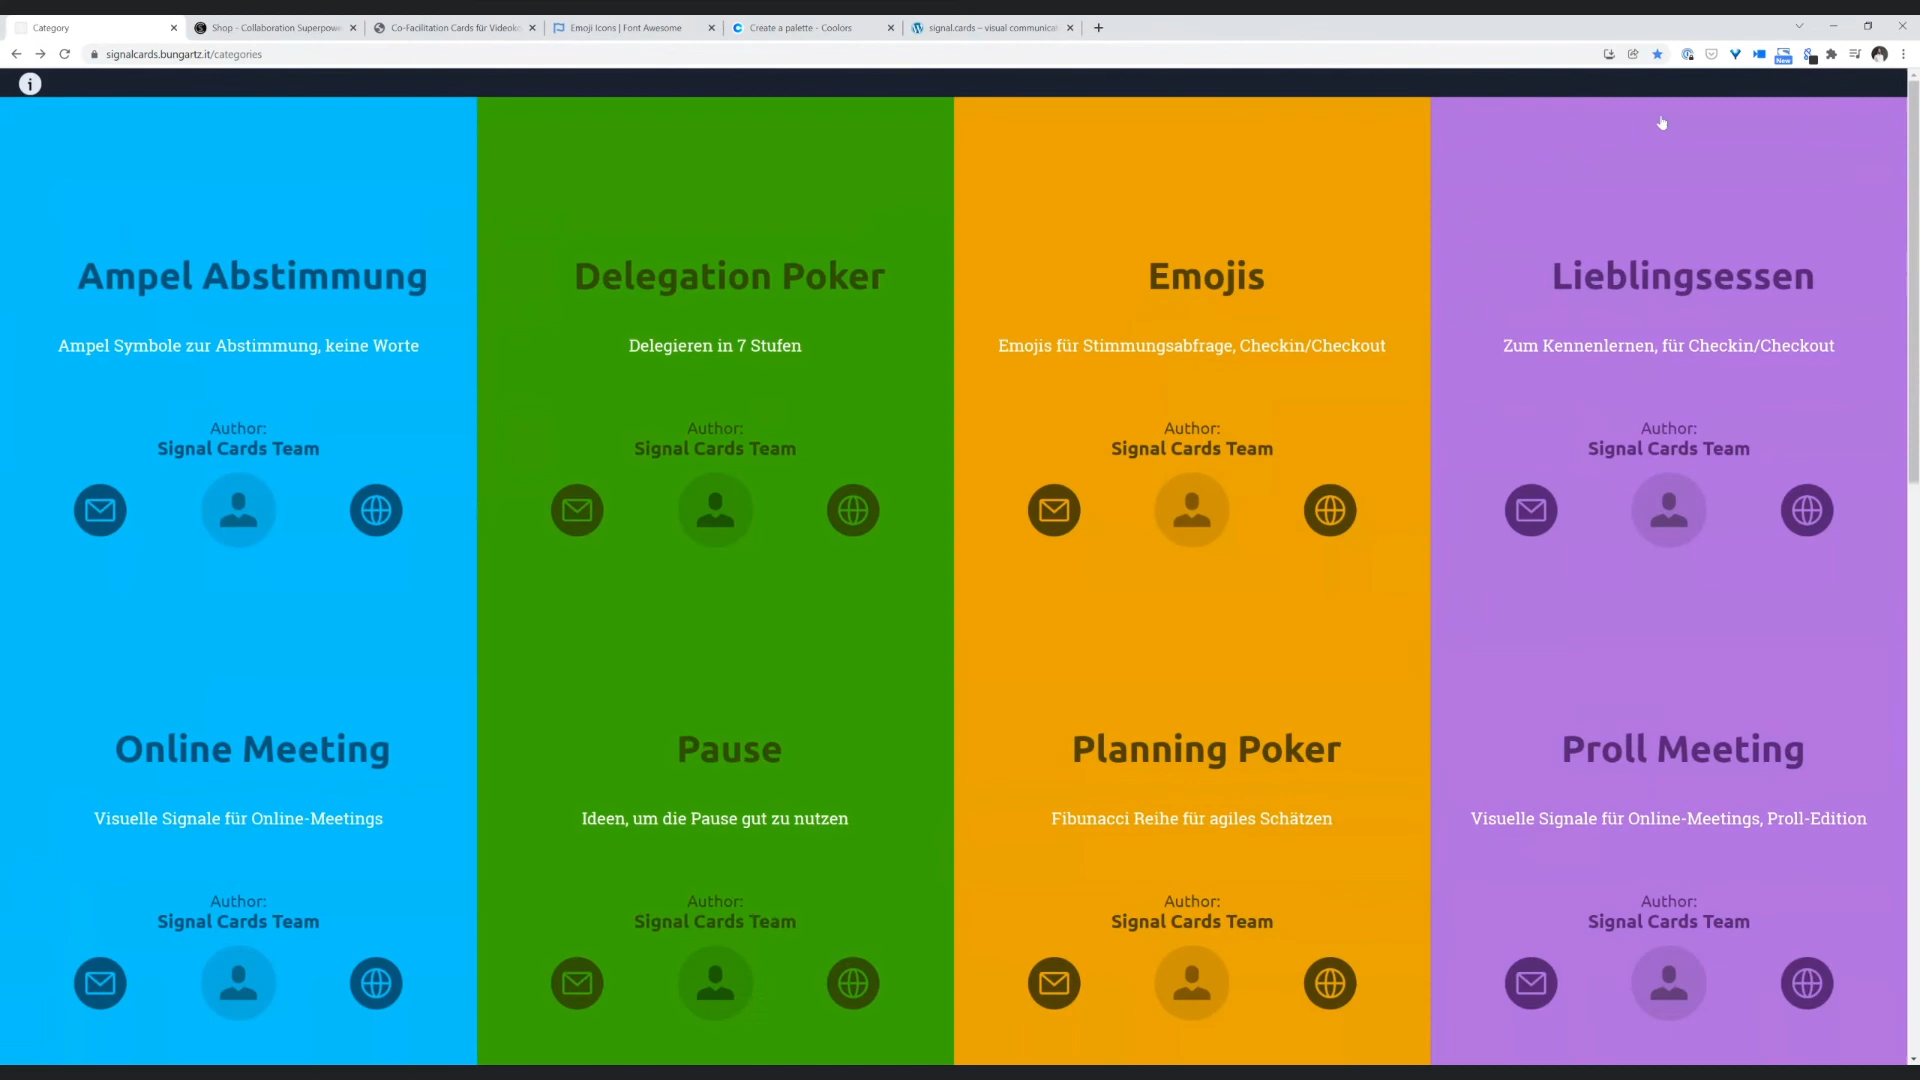 Category
Shop - Collaboration Superpowe
Co-Facilitation Cards für Videoko
Emoji Icons | Font Awesome
Create a palette - Coolors
signal.cards – visual communicat
signalcards.bungartz.it/categories
New
i
Ampel Abstimmung
Ampel Symbole zur Abstimmung, keine Worte
Author:
Signal Cards Team
Delegation Poker
Delegieren in 7 Stufen
Author:
Signal Cards Team
Emojis
Emojis für Stimmungsabfrage, Checkin/Checkout
Author:
Signal Cards Team
Lieblingsessen
Zum Kennenlernen, für Checkin/Checkout
Author:
Signal Cards Team
Online Meeting
Visuelle Signale für Online-Meetings
Author:
Signal Cards Team
Pause
Ideen, um die Pause gut zu nutzen
Author:
Signal Cards Team
Planning Poker
Fibunacci Reihe für agiles Schätzen
Author:
Signal Cards Team
Proll Meeting
Visuelle Signale für Online-Meetings, Proll-Edition
Author:
Signal Cards Team